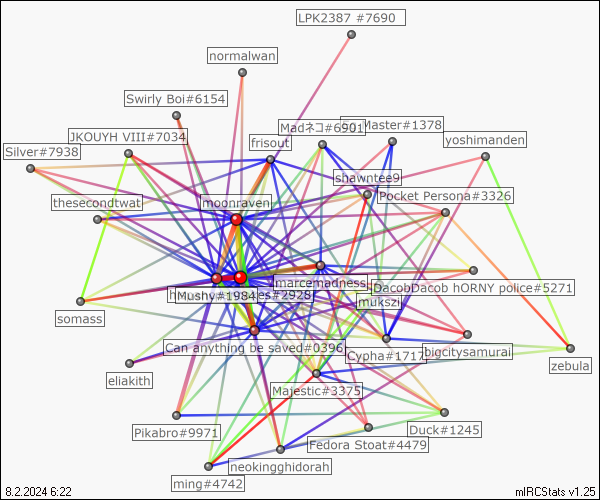 LPK2387 #7690
normalwan
Swirly Boi#6154
Madネコ#6901
Master#1378
JKOUYH VIII#7034
frisout
yoshimanden
Silver#7938
shawntee9
Pocket Persona#3326
thesecondtwat
moonraven
marcemadness
DacobDacob hORNY police#5271
Mushy#1984
#2928
mukszij
somass
Can anything be saved#0396
Cypha#1717
bigcitysamurai
zebula
eliakith
Majestic#3375
Pikabro#9971
Duck#1245
Fedora Stoat#4479
neokingghidorah
ming#4742
8.2.2024 6:22
mIRCStats v1.25